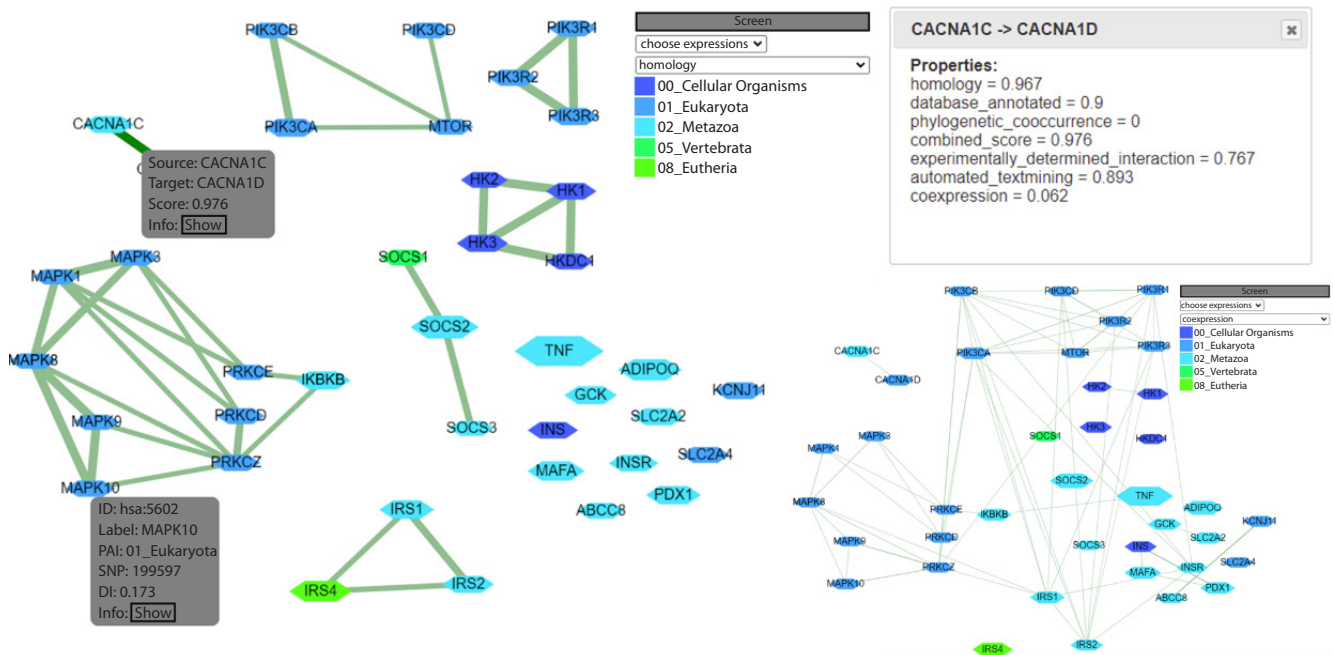 PIK3CB
PIK3CD
PIK3R1
PIK3R2
PIK3R3
PIK3CA
MTOR
CACNA1C
C
Source: CACNA1C
Target: CACNA1D
Score: 0.976
Info: Show
HK2
HK1
HK3
HKDC1
MAPK3
MAPK1
MAPK8
MAPK9
MAPK10
PRKCE
PRKCD
PRKCZ
IKBKB
SOCS1
SOCS2
SOCS3
TNF
ADIPOQ
GCK
KCNJ11
SLC2A2
INS
SLC2A4
MAFA
INSR
PDX1
ABCC8
IRS1
IRS4
IRS2
ID: hsa:5602
Label: MAPK10
PAI: 01_Eukaryota
SNP: 199597
DI: 0.173
Info: Show
Screen
choose expressions
homology
00_Cellular Organisms
01_Eukaryota
02_Metazoa
05_Vertebrata
08_Eutheria
CACNA1C -> CACNA1D
Properties:
homology = 0.967
database_annotated = 0.9
phylogenetic_cooccurrence = 0
combined_score = 0.976
experimentally_determined_interaction = 0.767
automated_textmining = 0.893
coexpression = 0.062
PIK3CB
PIK3CD
PIK3R1
PIK3R2
PIK3CA
MTOR
PIK3R3
CACNA1C
CACNA1D
HK2
HK1
HK3
HKDC1
SOCS1
MAPK3
MAPK1
MAPK8
MAPK9
MAPK10
PRKCE
PRKCD
PRKCZ
IKBKB
SOCS2
SOCS3
TNF
ADIPOQ
GCK
KCNJ11
SLC2A2
INS
SLC2A4
MAFA
INSR
PDX1
ABCC8
IRS1
IRS2
IRS4
Screen
choose expressions
coexpression
00_Cellular Organisms
01_Eukaryota
02_Metazoa
05_Vertebrata
08_Eutheria